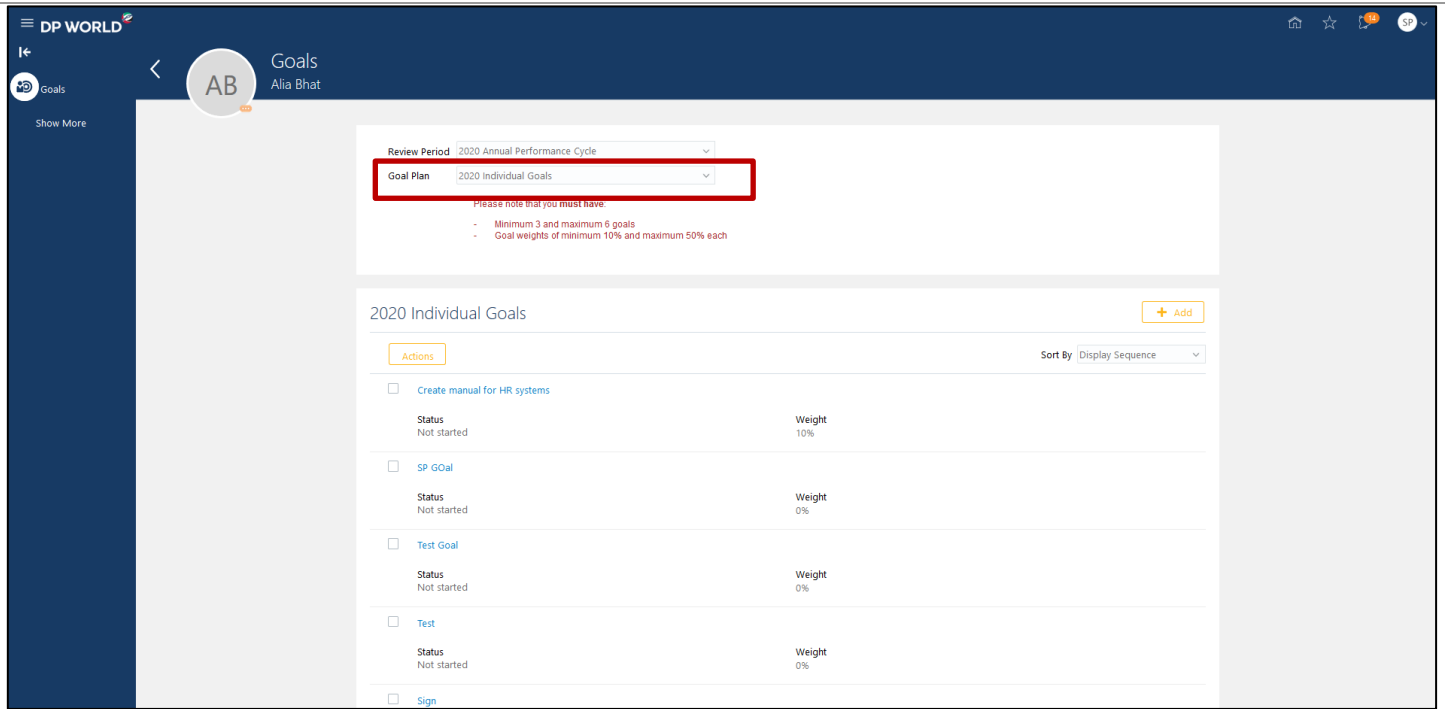 DP WORLD
14
SP
Goals
AB
Goals
Alia Bhat
Show More
Review Period 2020 Annual Performance Cycle
Goal Plan 2020 Individual Goals
Please note that you must have:
- Minimum 3 and maximum 6 goals
- Goal weights of minimum 10% and maximum 50% each
2020 Individual Goals
+ Add
Actions
Sort By Display Sequence
Create manual for HR systems
Status Weight
Not started 10%
SP GOal
Status Weight
Not started 0%
Test Goal
Status Weight
Not started 0%
Test
Status Weight
Not started 0%
Sign